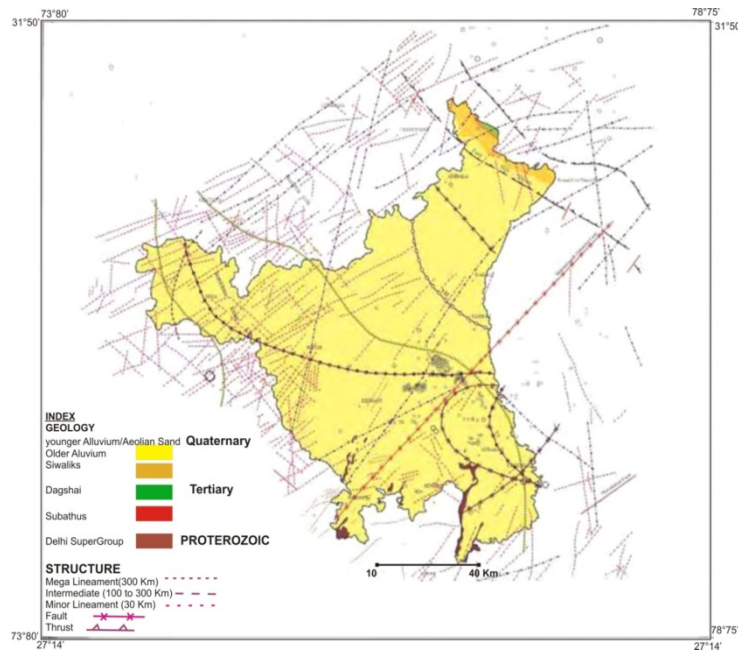 73°80'
78°75'
31°50'
31°50'
INDEX
GEOLOGY
younger Alluvium/Aeolian Sand Quaternary
Older Aluvium
Siwaliks
Dagshai Tertiary
Subathus
Delhi SuperGroup PROTEROZOIC
10 40 Km
STRUCTURE
Mega Lineament(300 Km)
Intermediate (100 to 300 Km)
Minor Lineament (30 Km)
Fault
Thrust
73°80'
78°75'
27°14'
27°14'